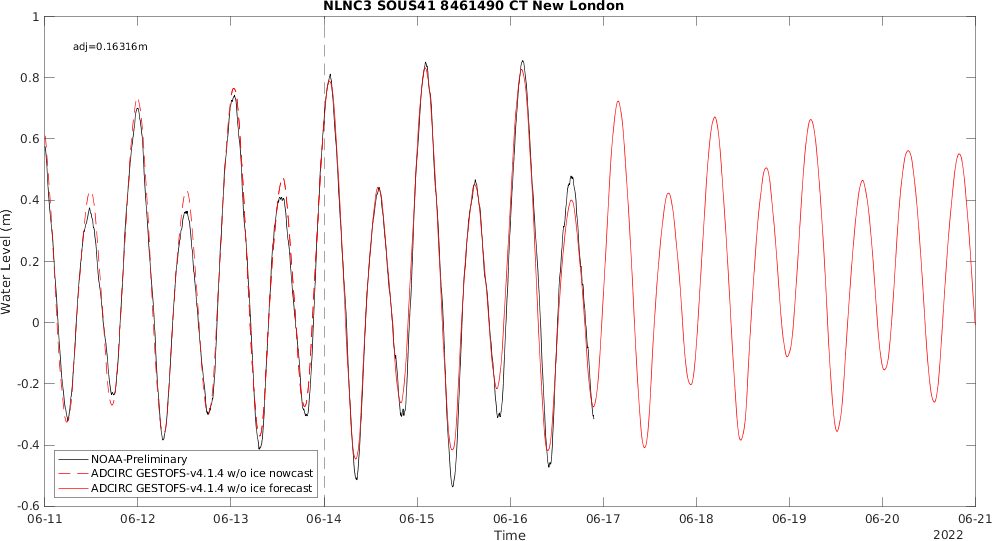 NLNC3 SOUS41 8461490 CT New London
adj=0.16316m
Water Level (m)
1
0.8
0.6
0.4
0.2
0
-0.2
-0.4
-0.6
NOAA-Preliminary
ADCIRC GESTOFS-v4.1.4 w/o ice nowcast
ADCIRC GESTOFS-v4.1.4 w/o ice forecast
06-11 06-12 06-13 06-14 06-15 06-16 06-17 06-18 06-19 06-20 06-21
Time
2022